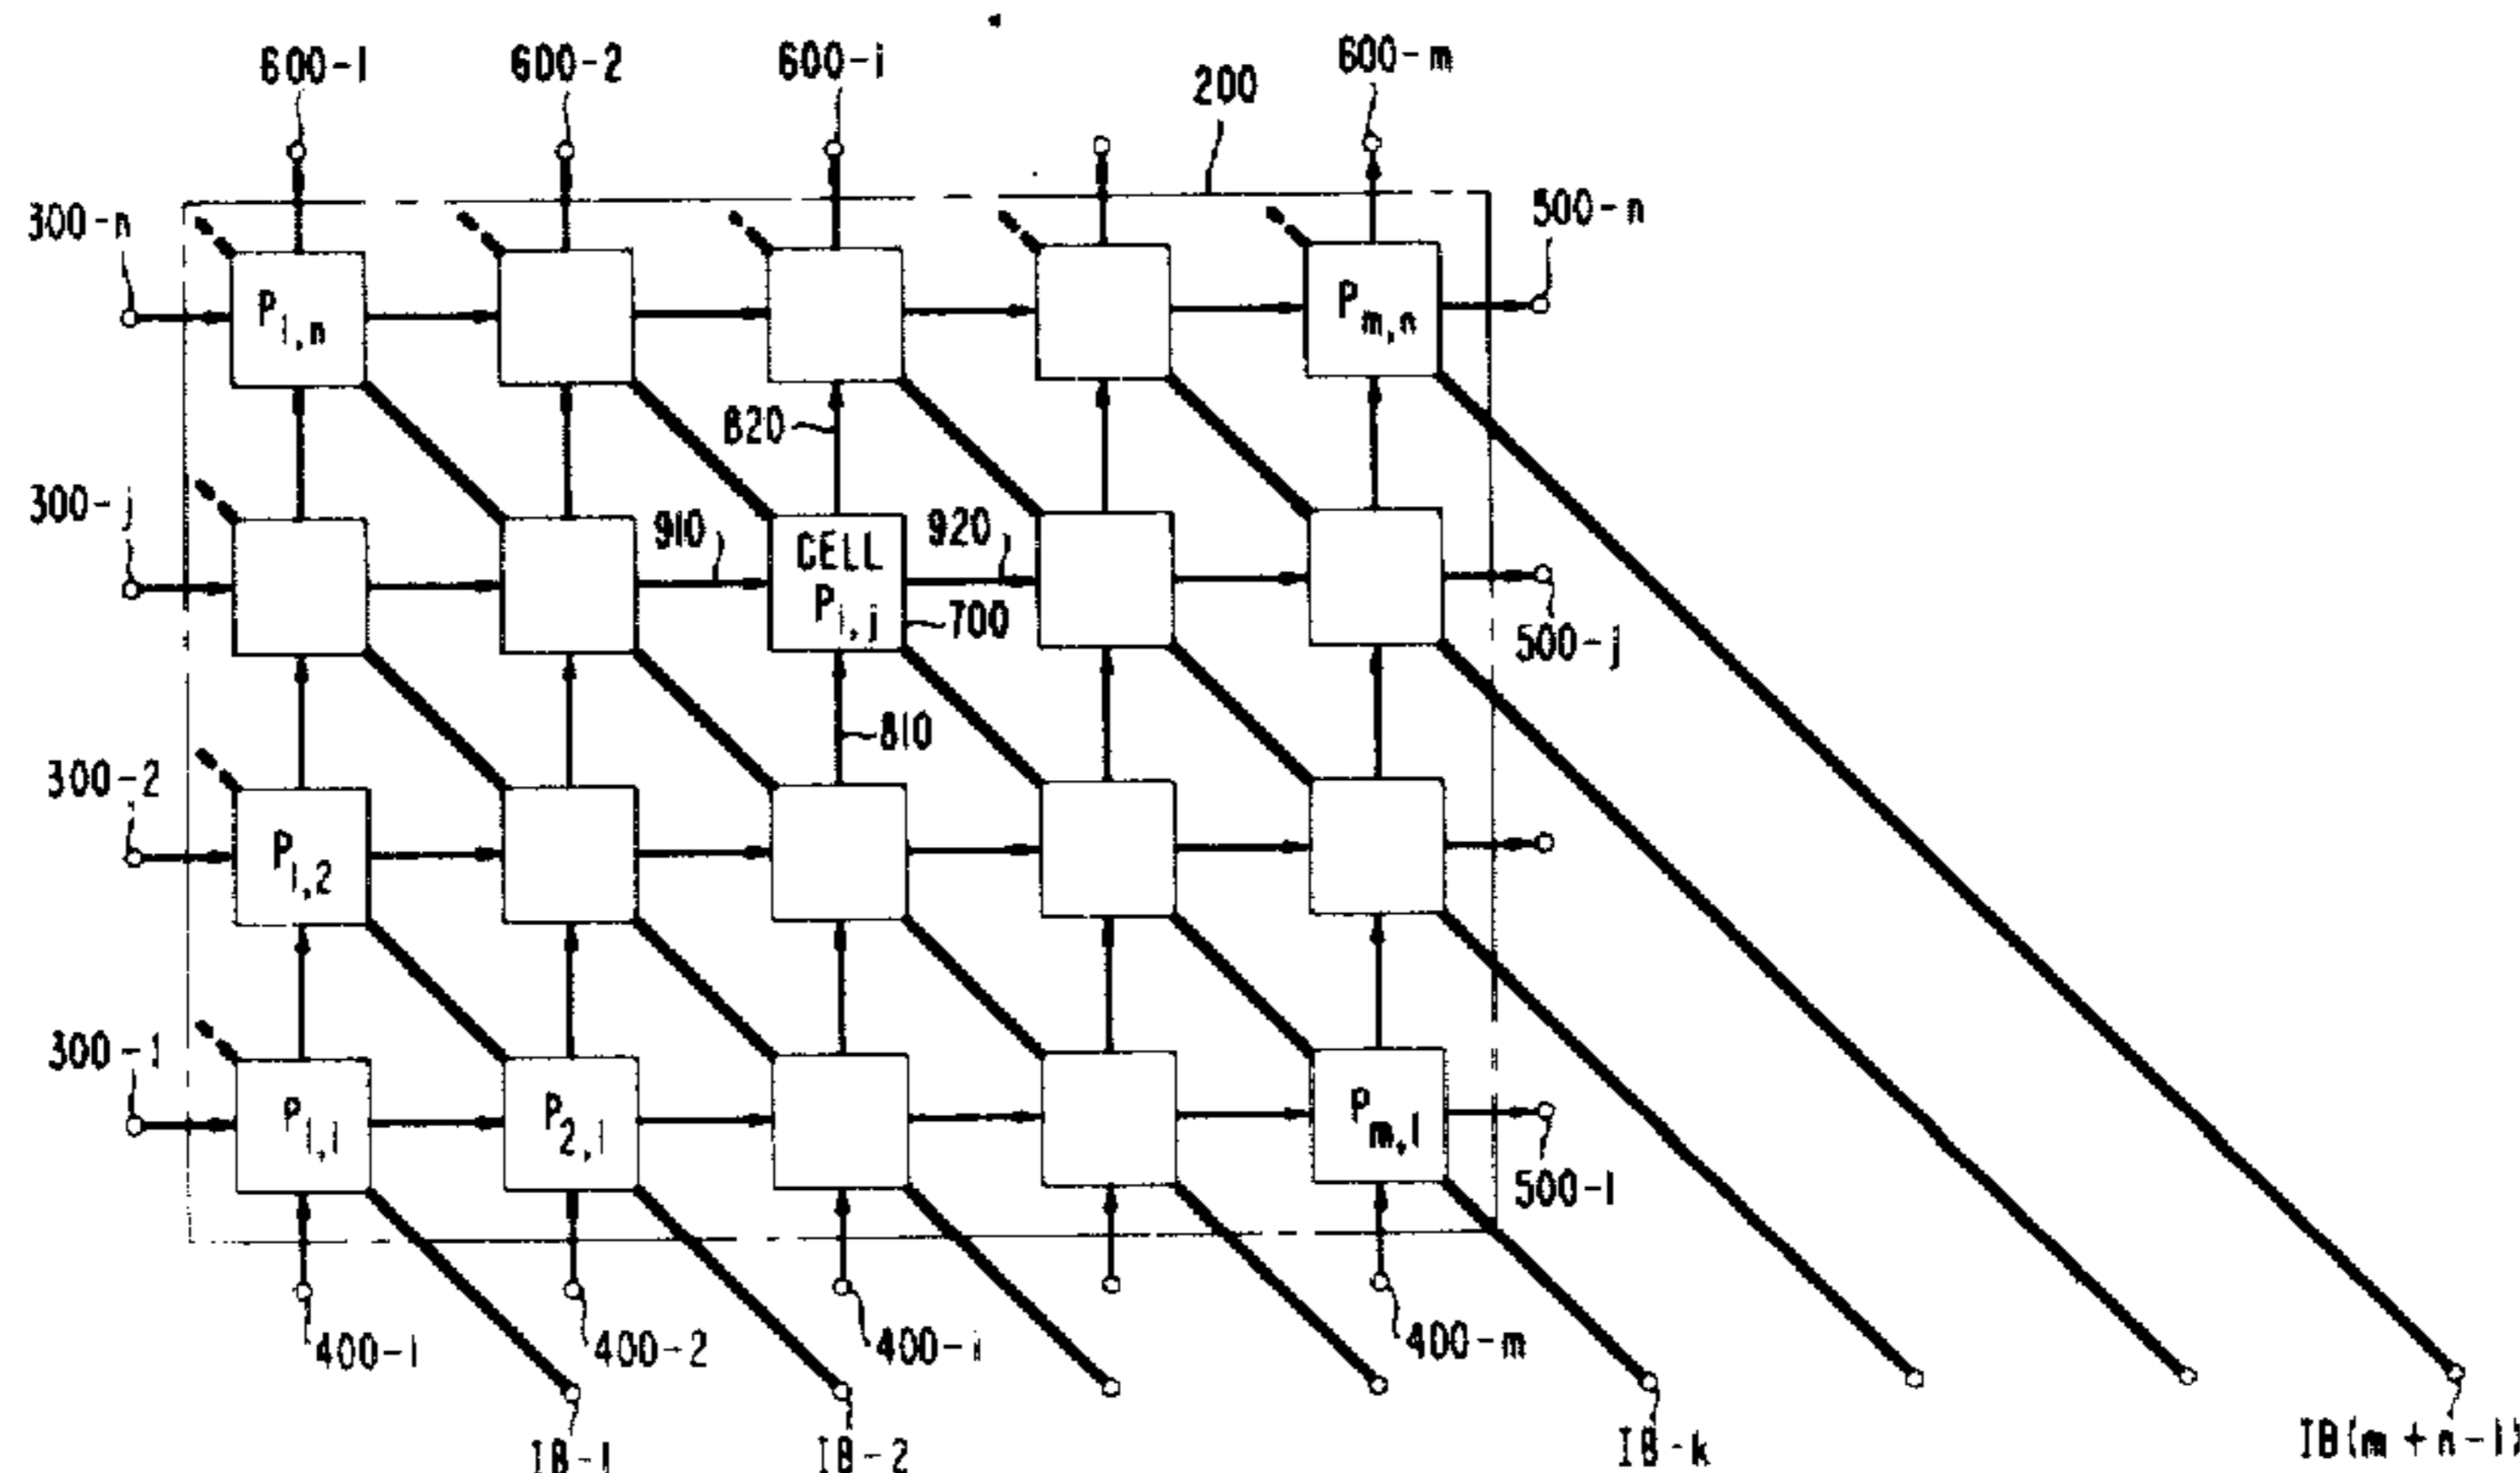 600-1 600-2 600-i 200 600-m
300-n 500-n
P1,n Pm,n
820
300-j 910 CELL 920
Pi,j 700
500-j
810
300-2
P1,2
300-1
P1,1 P2,1 Pm,1
500-1
400-1 400-2 400-i 400-m
IB-1 IB-2 IB-k IB(m+n-1)